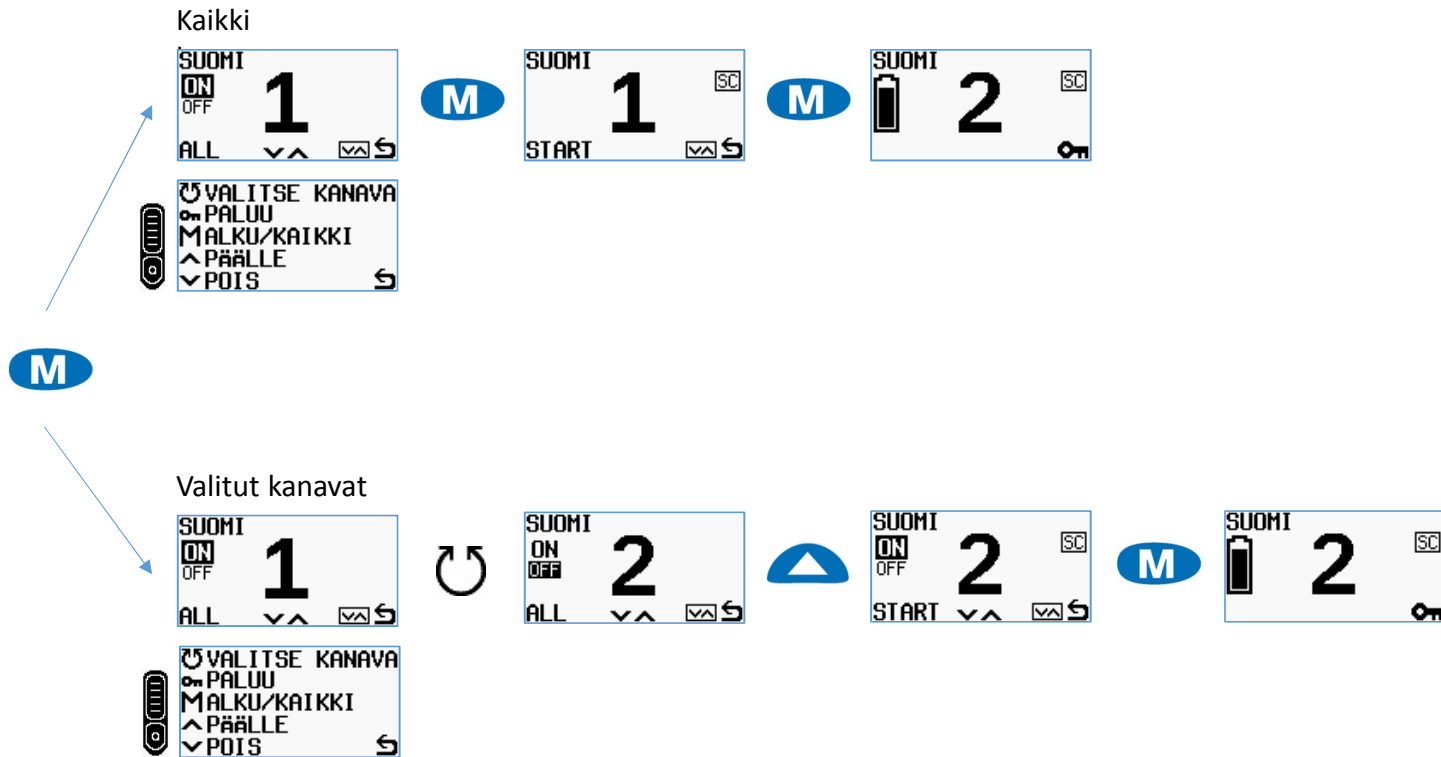 Kaikki
SUOMI
ON
OFF
1
ALL
M
SUOMI
1
SC
START
M
SUOMI
2
SC
VALITSE KANAVA
PALUU
M ALKU/KAIKKI
PÄÄLLE
POIS
M
Valitut kanavat
SUOMI
ON
OFF
1
ALL
SUOMI
ON
OFF
2
ALL
SUOMI
ON
OFF
2
SC
START
M
SUOMI
2
SC
VALITSE KANAVA
PALUU
M ALKU/KAIKKI
PÄÄLLE
POIS